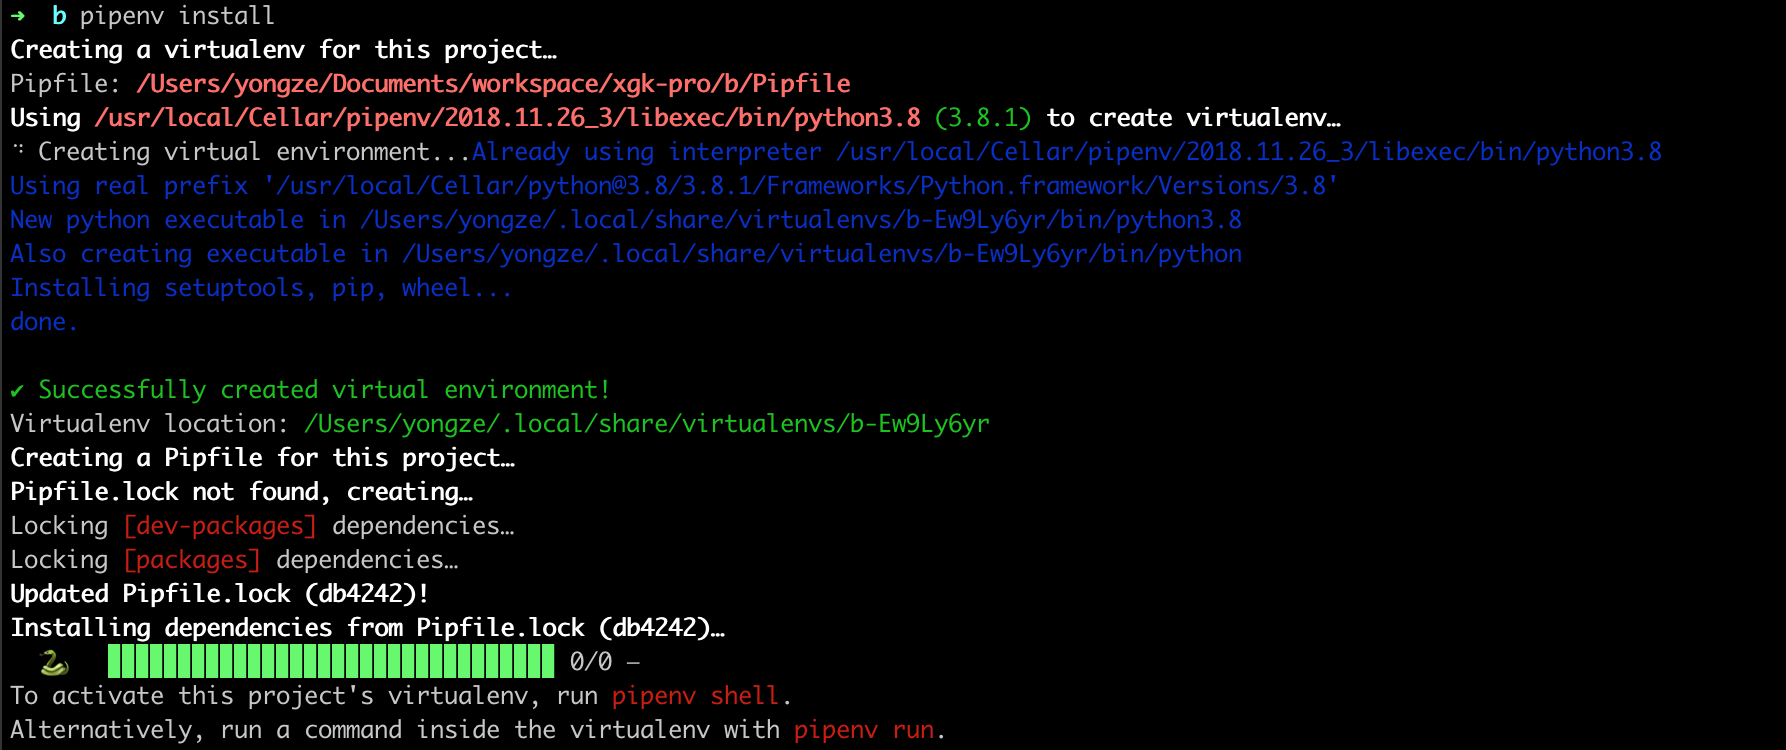 ➜  b pipenv install
Creating a virtualenv for this project…
Pipfile: /Users/yongze/Documents/workspace/xgk-pro/b/Pipfile
Using /usr/local/Cellar/pipenv/2018.11.26_3/libexec/bin/python3.8 (3.8.1) to create virtualenv…
⠙ Creating virtual environment...Already using interpreter /usr/local/Cellar/pipenv/2018.11.26_3/libexec/bin/python3.8
Using real prefix '/usr/local/Cellar/python@3.8/3.8.1/Frameworks/Python.framework/Versions/3.8'
New python executable in /Users/yongze/.local/share/virtualenvs/b-Ew9Ly6yr/bin/python3.8
Also creating executable in /Users/yongze/.local/share/virtualenvs/b-Ew9Ly6yr/bin/python
Installing setuptools, pip, wheel...
done.
✔ Successfully created virtual environment!
Virtualenv location: /Users/yongze/.local/share/virtualenvs/b-Ew9Ly6yr
Creating a Pipfile for this project…
Pipfile.lock not found, creating…
Locking [dev-packages] dependencies…
Locking [packages] dependencies…
Updated Pipfile.lock (db4242)!
Installing dependencies from Pipfile.lock (db4242)…
🐍 ▉▉▉▉▉▉▉▉▉▉▉▉▉▉▉▉▉▉▉▉▉▉▉▉▉▉▉▉▉▉▉▉ 0/0 —
To activate this project's virtualenv, run pipenv shell.
Alternatively, run a command inside the virtualenv with pipenv run.